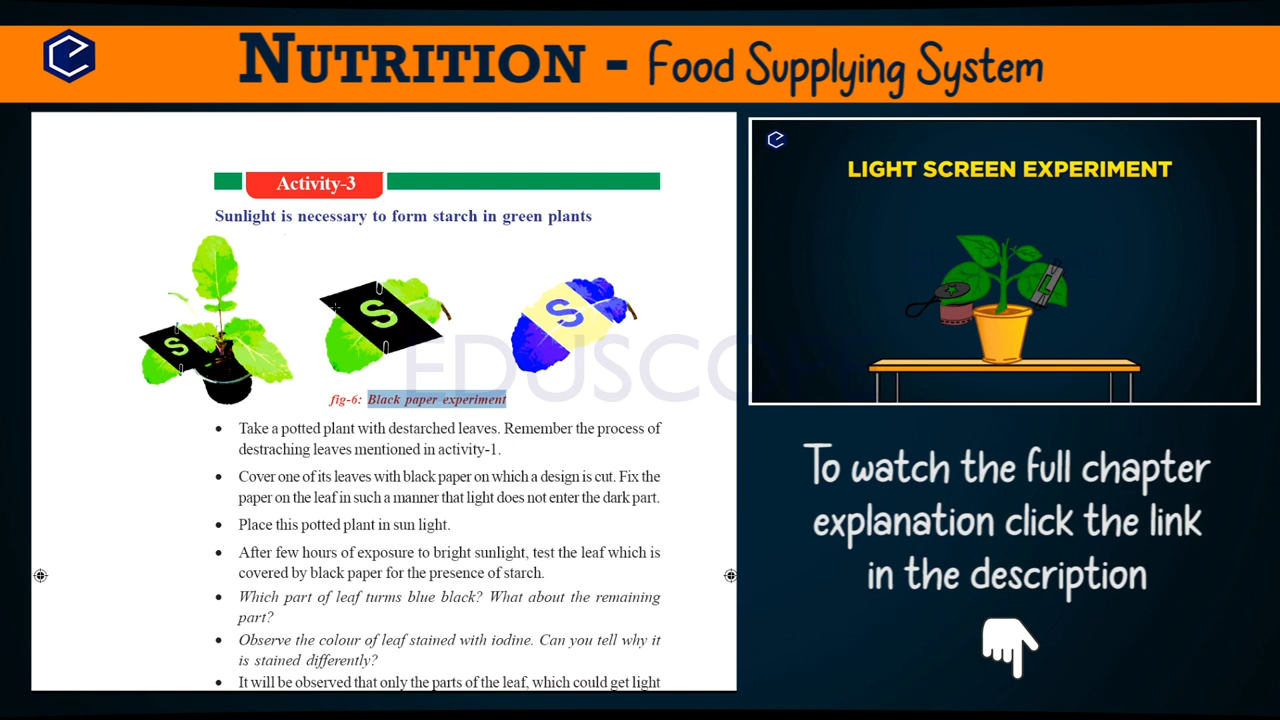 NUTRITION - Food Supplying System
Activity-3
Sunlight is necessary to form starch in green plants
S
S
S
fig-6: Black paper experiment
Take a potted plant with destarched leaves. Remember the process of
destraching leaves mentioned in activity-1.
Cover one of its leaves with black paper on which a design is cut. Fix the
paper on the leaf in such a manner that light does not enter the dark part.
Place this potted plant in sun light.
After few hours of exposure to bright sunlight, test the leaf which is
covered by black paper for the presence of starch.
Which part of leaf turns blue black? What about the remaining
part?
Observe the colour of leaf stained with iodine. Can you tell why it
is stained differently?
It will be observed that only the parts of the leaf, which could get light
LIGHT SCREEN EXPERIMENT
L
To watch the full chapter
explanation click the link
in the description